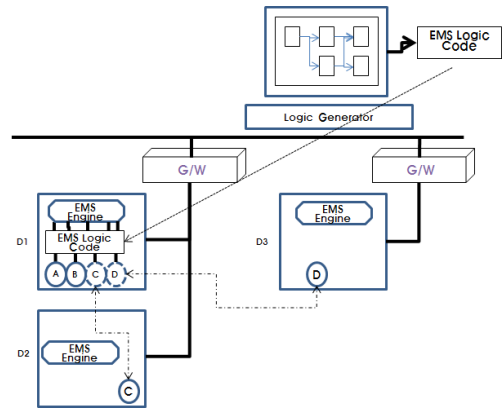 EMS Logic
Code
Logic Generator
G/W
G/W
EMS
Engine
D1
EMS Logic
Code
A
B
C
D
EMS
Engine
D3
D
D2
EMS
Engine
C